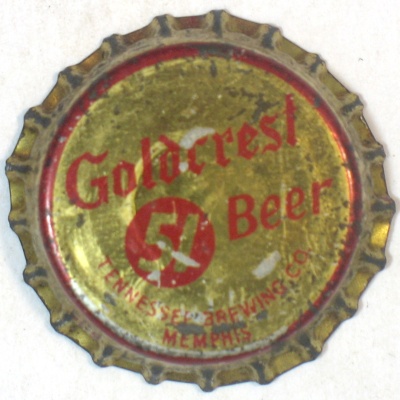 Goldcrest
51 Beer
TENNESSEE BREWING CO.
MEMPHIS